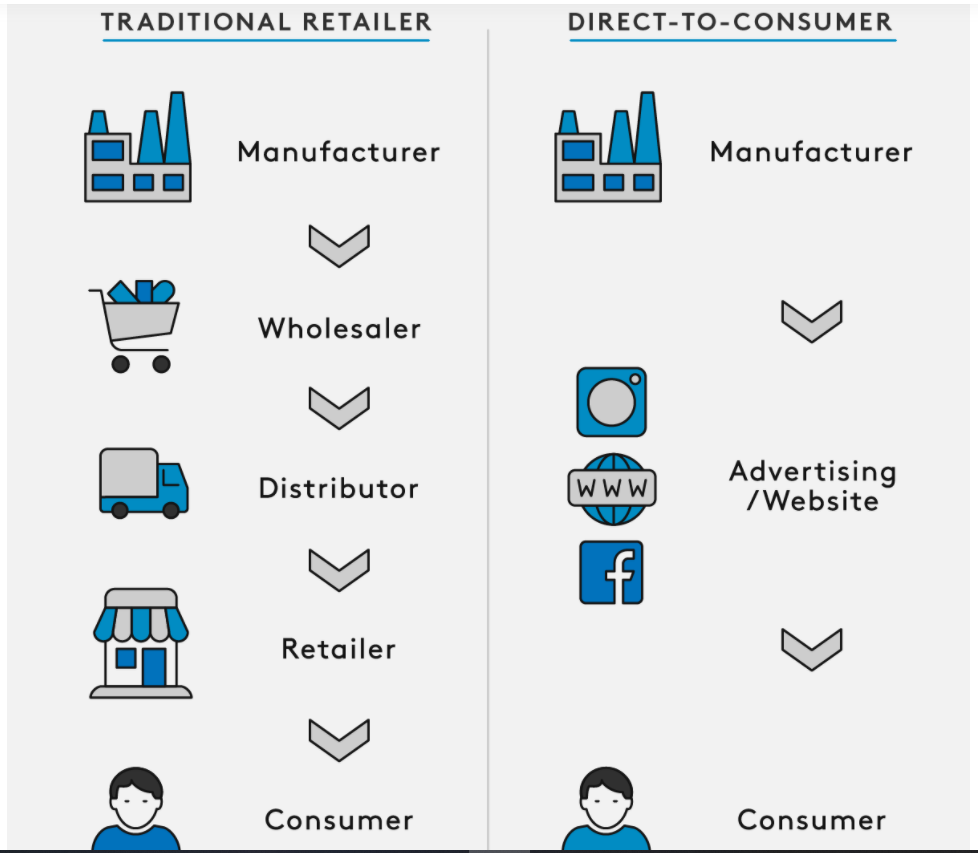 TRADITIONAL RETAILER
Manufacturer
Wholesaler
Distributor
Retailer
Consumer
DIRECT-TO-CONSUMER
Manufacturer
WWW
Advertising
/Website
Consumer